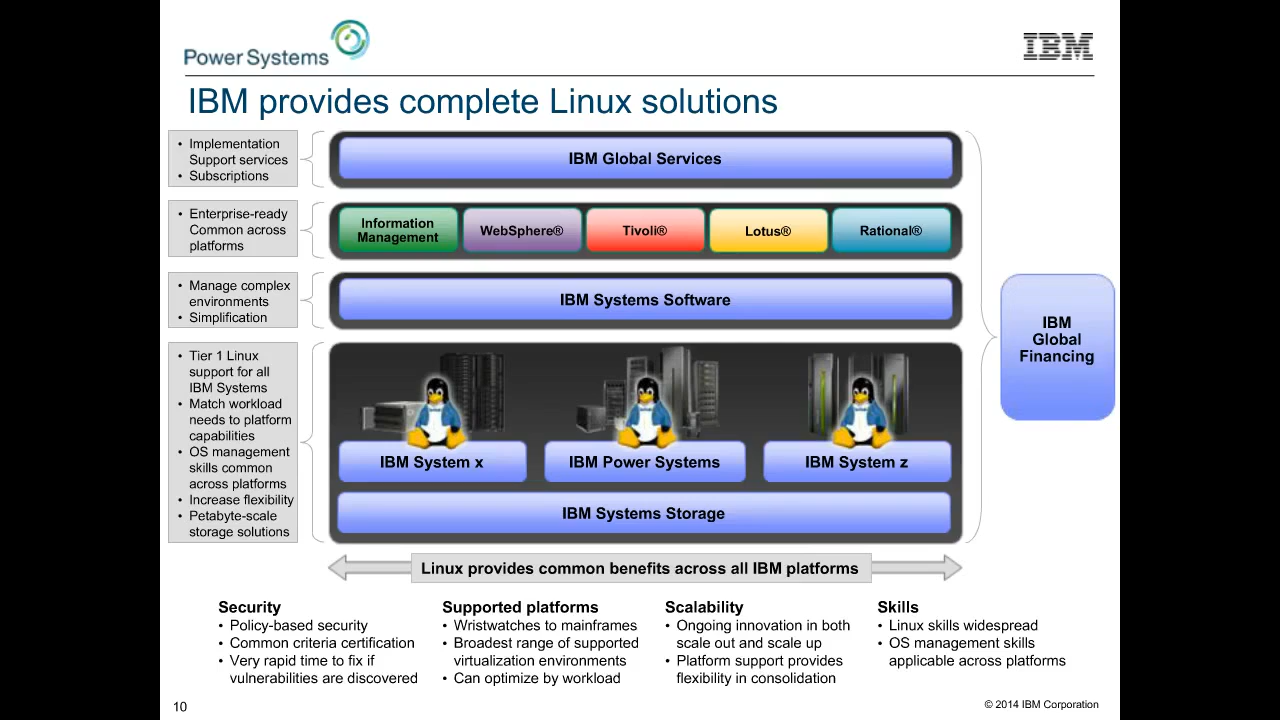 Power Systems
IBM
IBM provides complete Linux solutions
• Implementation
Support services
• Subscriptions
IBM Global Services
• Enterprise-ready
Common across
platforms
Information
Management
WebSphere®
Tivoli®
Lotus®
Rational®
• Manage complex
environments
• Simplification
IBM Systems Software
IBM
Global
Financing
• Tier 1 Linux
support for all
IBM Systems
• Match workload
needs to platform
capabilities
• OS management
skills common
across platforms
• Increase flexibility
• Petabyte-scale
storage solutions
IBM System x
IBM Power Systems
IBM System z
IBM Systems Storage
Linux provides common benefits across all IBM platforms
Security
• Policy-based security
• Common criteria certification
• Very rapid time to fix if
vulnerabilities are discovered
Supported platforms
• Wristwatches to mainframes
• Broadest range of supported
virtualization environments
• Can optimize by workload
Scalability
• Ongoing innovation in both
scale out and scale up
• Platform support provides
flexibility in consolidation
Skills
• Linux skills widespread
• OS management skills
applicable across platforms
10
© 2014 IBM Corporation